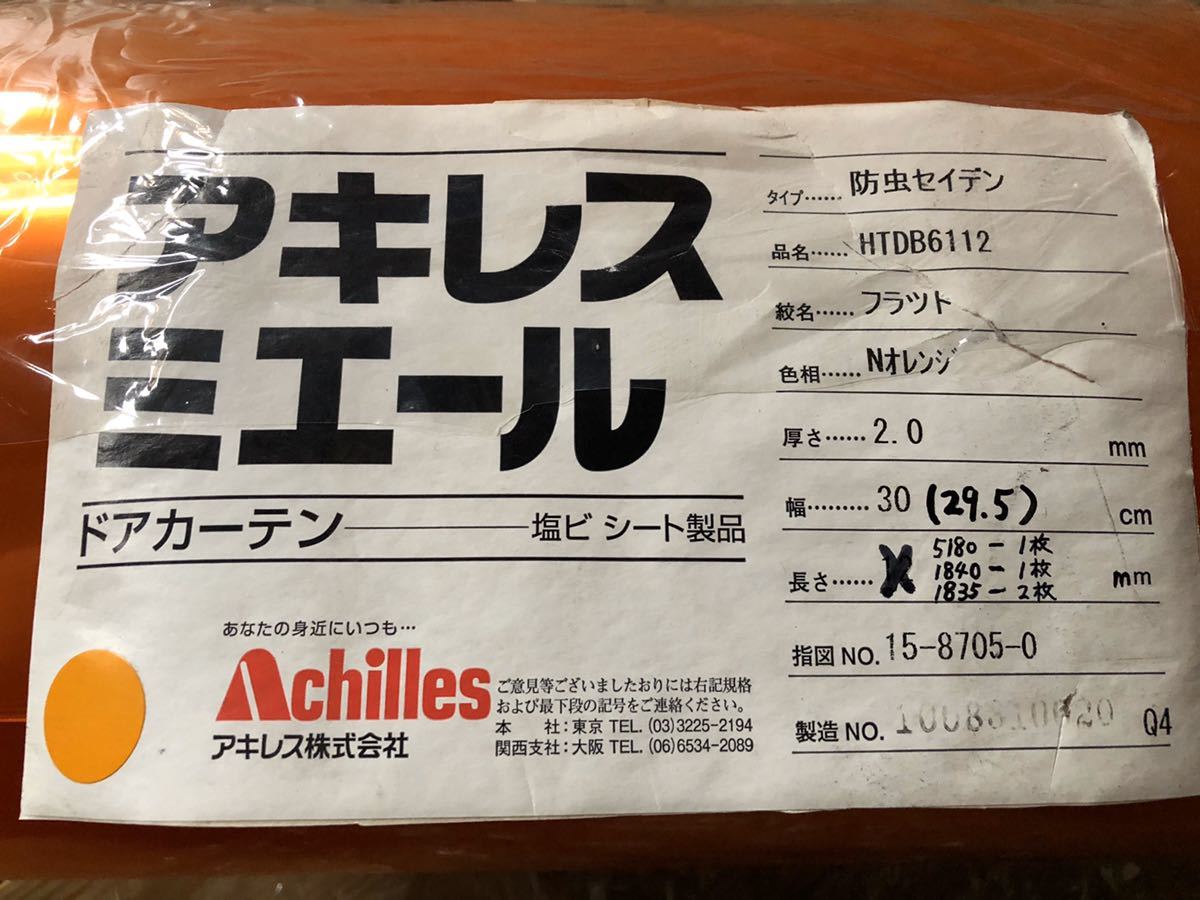 アキレス
ミエール
ドアカーテン――塩ビ シート製品
あなたの身近にいつも…
Achilles
アキレス株式会社
ご意見等ございましたおりには右記規格
および最下段の記号をご連絡ください。
本 社：東京 TEL. (03)3225-2194
関西支社：大阪 TEL. (06)6534-2089
タイプ…… 防虫セイデン
品名…… HTDB6112
絞名…… フラツト
色相…… Nオレンジ
厚さ…… 2.0 mm
幅……… 30 (29.5) cm
長さ…… 5180－1枚 mm
1840－1枚
1835－2枚
指図 NO. 15-8705-0
製造 NO. Q4